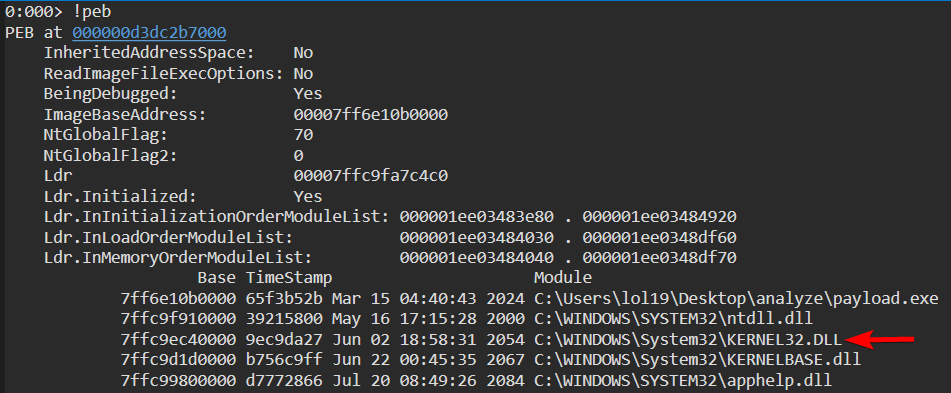 0:000> !peb
PEB at 000000d3dc2b7000
InheritedAddressSpace: No
ReadImageFileExecOptions: No
BeingDebugged: Yes
ImageBaseAddress: 00007ff6e10b0000
NtGlobalFlag: 70
NtGlobalFlag2: 0
Ldr 00007ffc9fa7c4c0
Ldr.Initialized: Yes
Ldr.InInitializationOrderModuleList: 000001ee03483e80 . 000001ee03484920
Ldr.InLoadOrderModuleList: 000001ee03484030 . 000001ee0348df60
Ldr.InMemoryOrderModuleList: 000001ee03484040 . 000001ee0348df70
Base TimeStamp Module
7ff6e10b0000 65f3b52b Mar 15 04:40:43 2024 C:\Users\lol19\Desktop\analyze\payload.exe
7ffc9f910000 39215800 May 16 17:15:28 2000 C:\WINDOWS\SYSTEM32\ntdll.dll
7ffc9ec40000 9ec9da27 Jun 02 18:58:31 2054 C:\WINDOWS\System32\KERNEL32.DLL
7ffc9d1d0000 b756c9ff Jun 22 00:45:35 2067 C:\WINDOWS\System32\KERNELBASE.dll
7ffc99800000 d7772866 Jul 20 08:49:26 2084 C:\WINDOWS\SYSTEM32\apphelp.dll